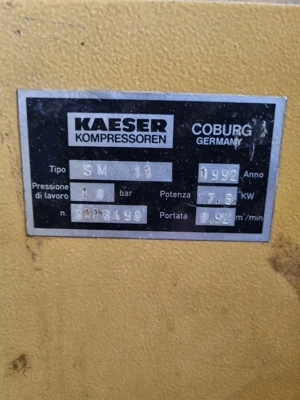 KAESER
KOMPRESSOREN
COBURG
GERMANY
Tipo SM 11 1992 Anno
Pressione
di lavoro bar Potenza 7,5 KW
n. Portata m³/min